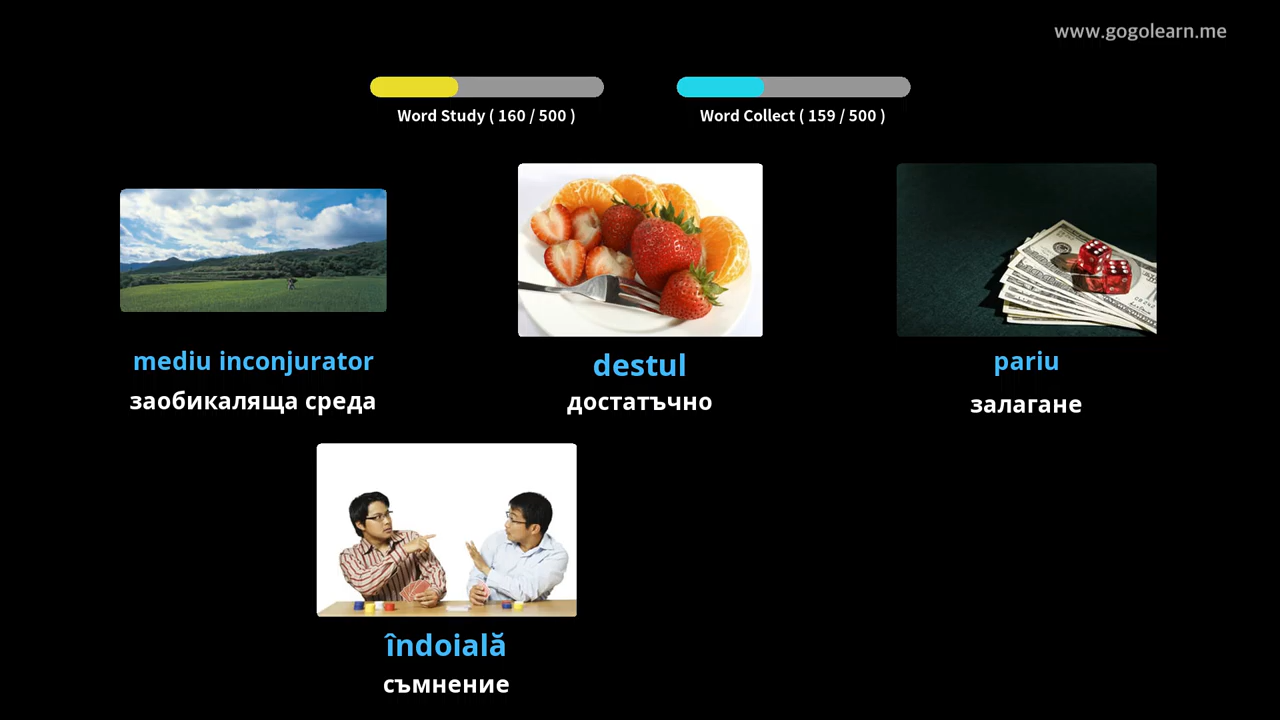 www.gogolearn.me
Word Study ( 160 / 500 )
Word Collect ( 159 / 500 )
mediu inconjurator
заобикаляща среда
destul
достатъчно
pariu
залагане
îndoială
съмнение